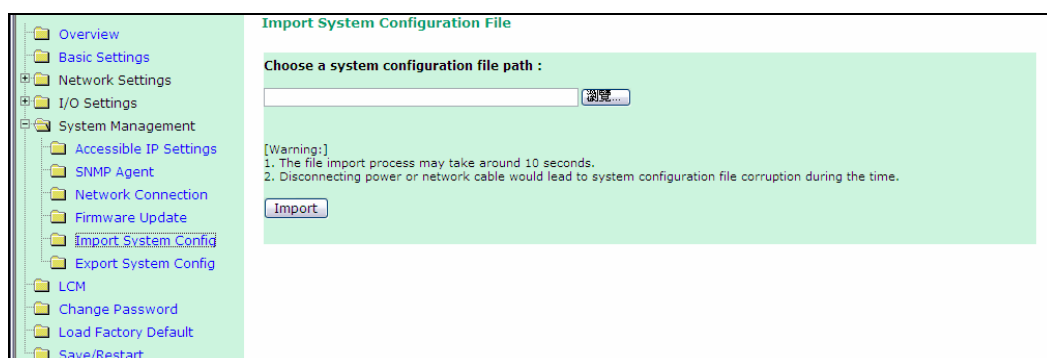 Overview
Basic Settings
Network Settings
I/O Settings
System Management
Accessible IP Settings
SNMP Agent
Network Connection
Firmware Update
Import System Config
Export System Config
LCM
Change Password
Load Factory Default
Save/Restart
Import System Configuration File
Choose a system configuration file path :
瀏覽...
[Warning:]
1. The file import process may take around 10 seconds.
2. Disconnecting power or network cable would lead to system configuration file corruption during the time.
Import